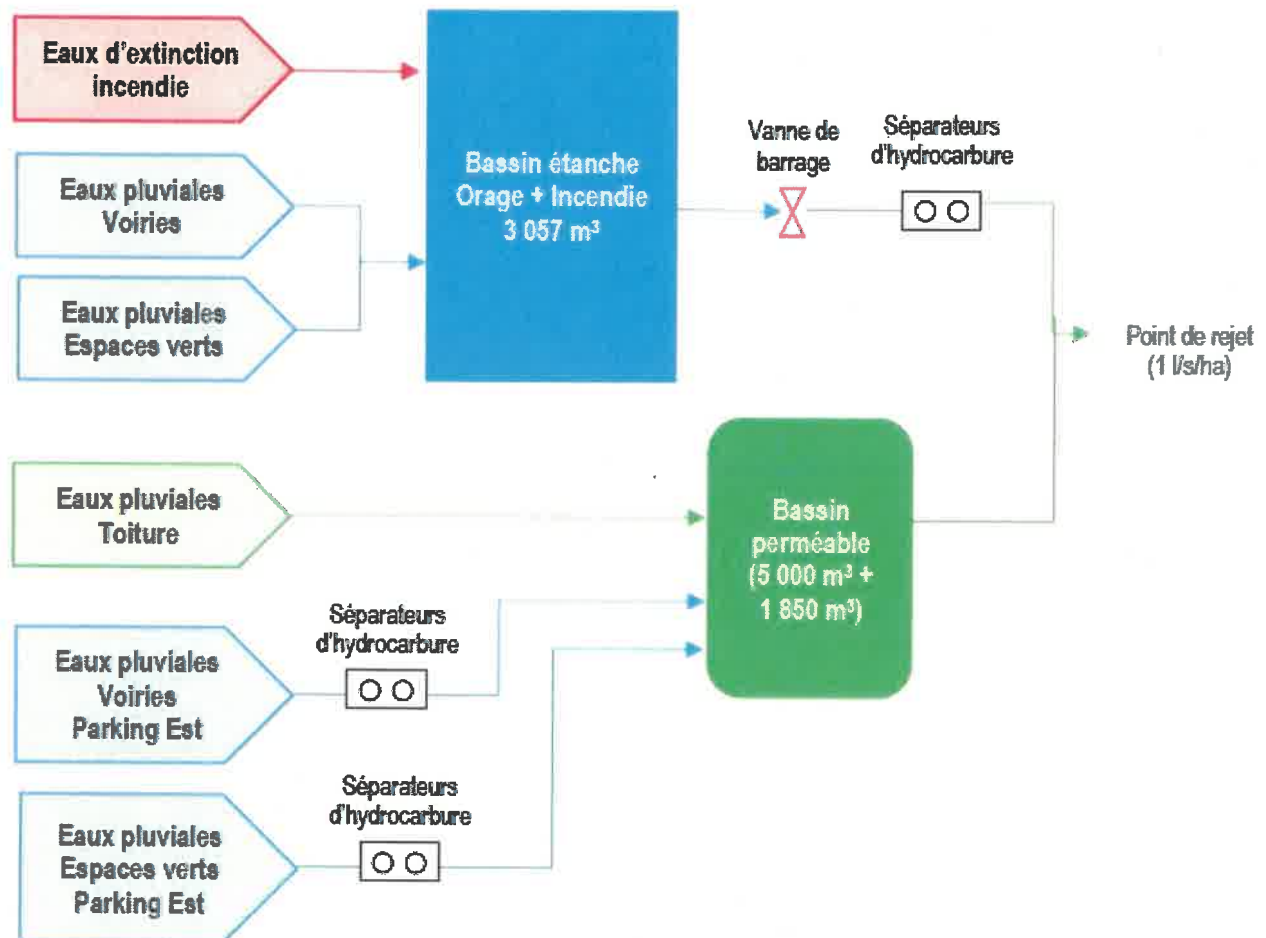 Eaux d'extinction
incendie
Eaux pluviales
Voiries
Eaux pluviales
Espaces verts
Bassin étanche
Orage + Incendie
3 057 m³
Vanne de
barrage
Séparateurs
d'hydrocarbure
Point de rejet
(1 l/s/ha)
Eaux pluviales
Toiture
Bassin
perméable
(5 000 m³ +
1 850 m³)
Séparateurs
d'hydrocarbure
Eaux pluviales
Voiries
Parking Est
Séparateurs
d'hydrocarbure
Eaux pluviales
Espaces verts
Parking Est